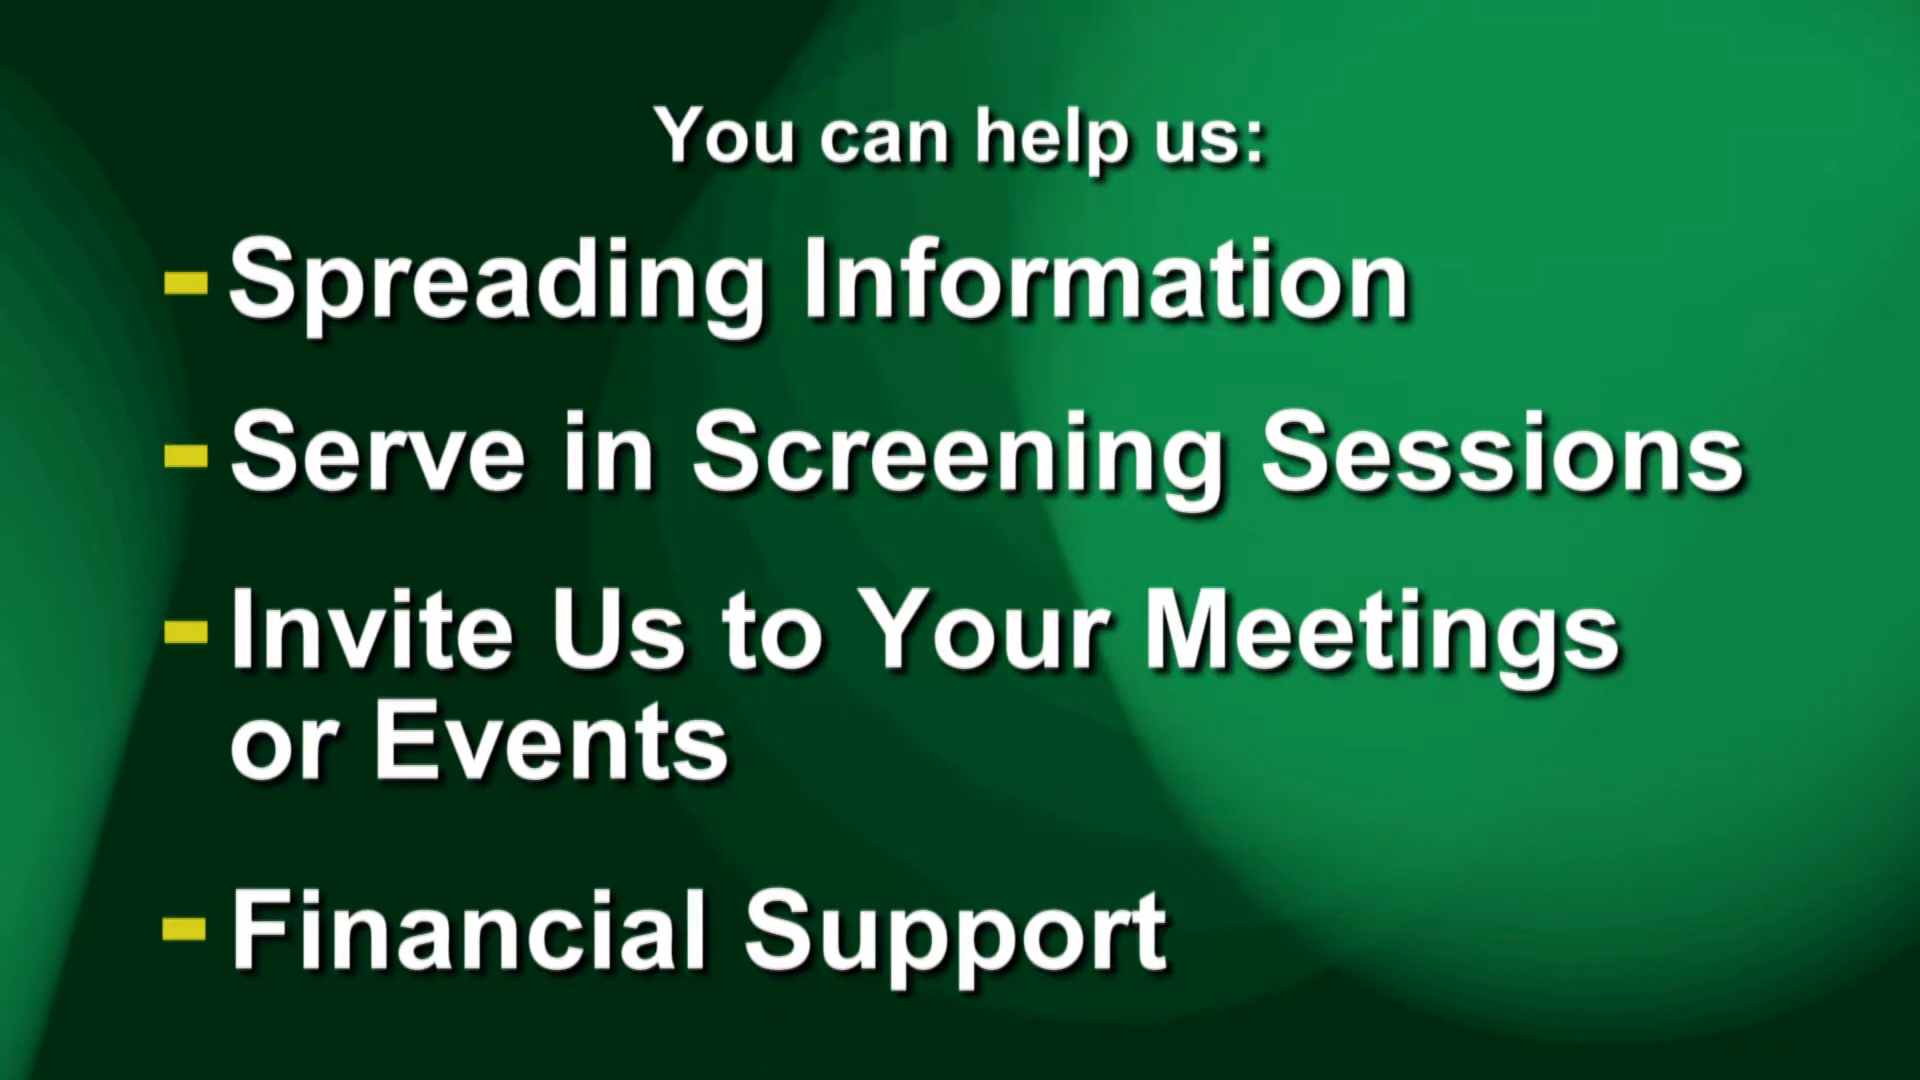 You can help us:
- Spreading Information
- Serve in Screening Sessions
- Invite Us to Your Meetings
or Events
- Financial Support